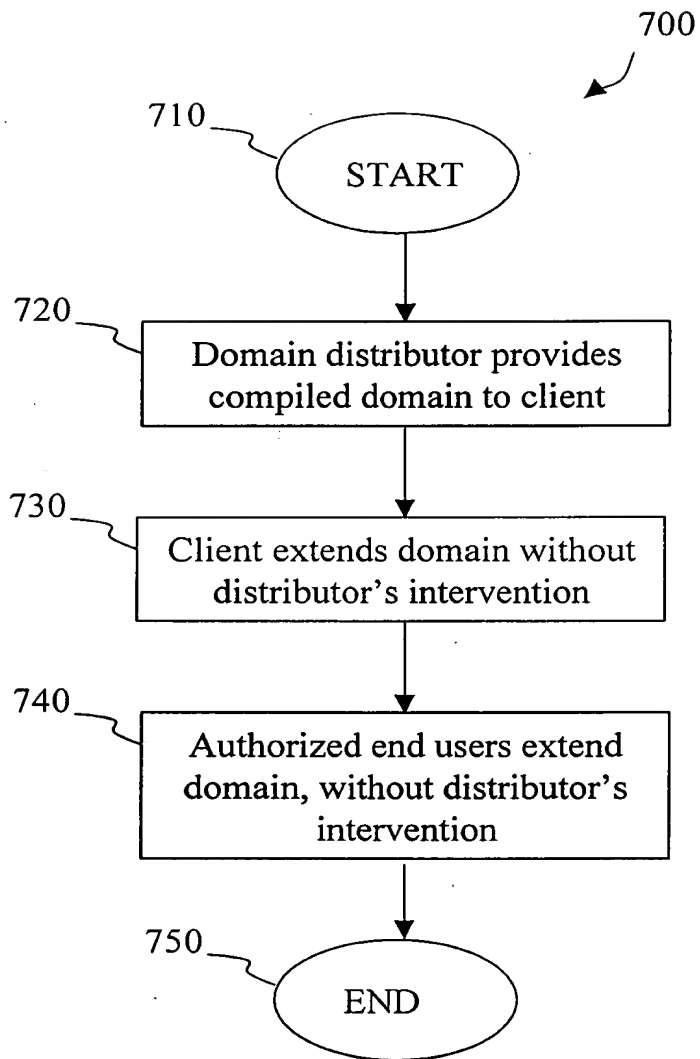 700
710
START
720
Domain distributor provides
compiled domain to client
730
Client extends domain without
distributor's intervention
740
Authorized end users extend
domain, without distributor's
intervention
750
END